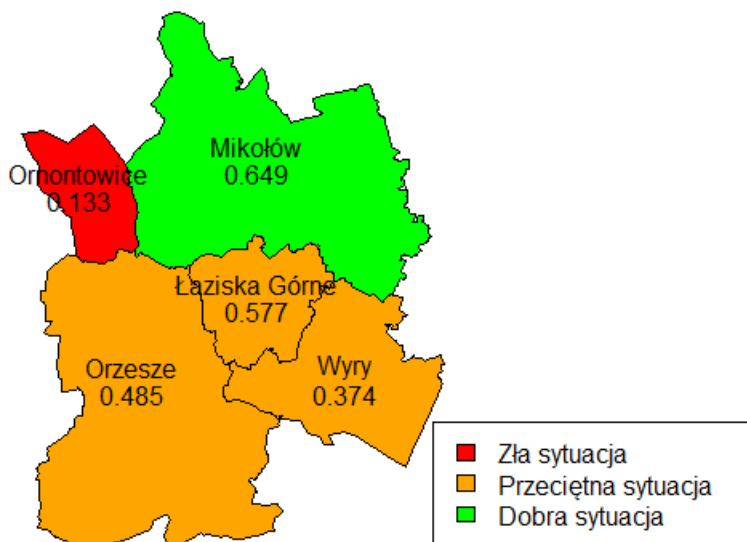 Mikołów
0.649
Ornontowice
0.133
Łaziska Górne
0.577
Orzesze
0.485
Wyry
0.374
Zła sytuacja
Przeciętna sytuacja
Dobra sytuacja